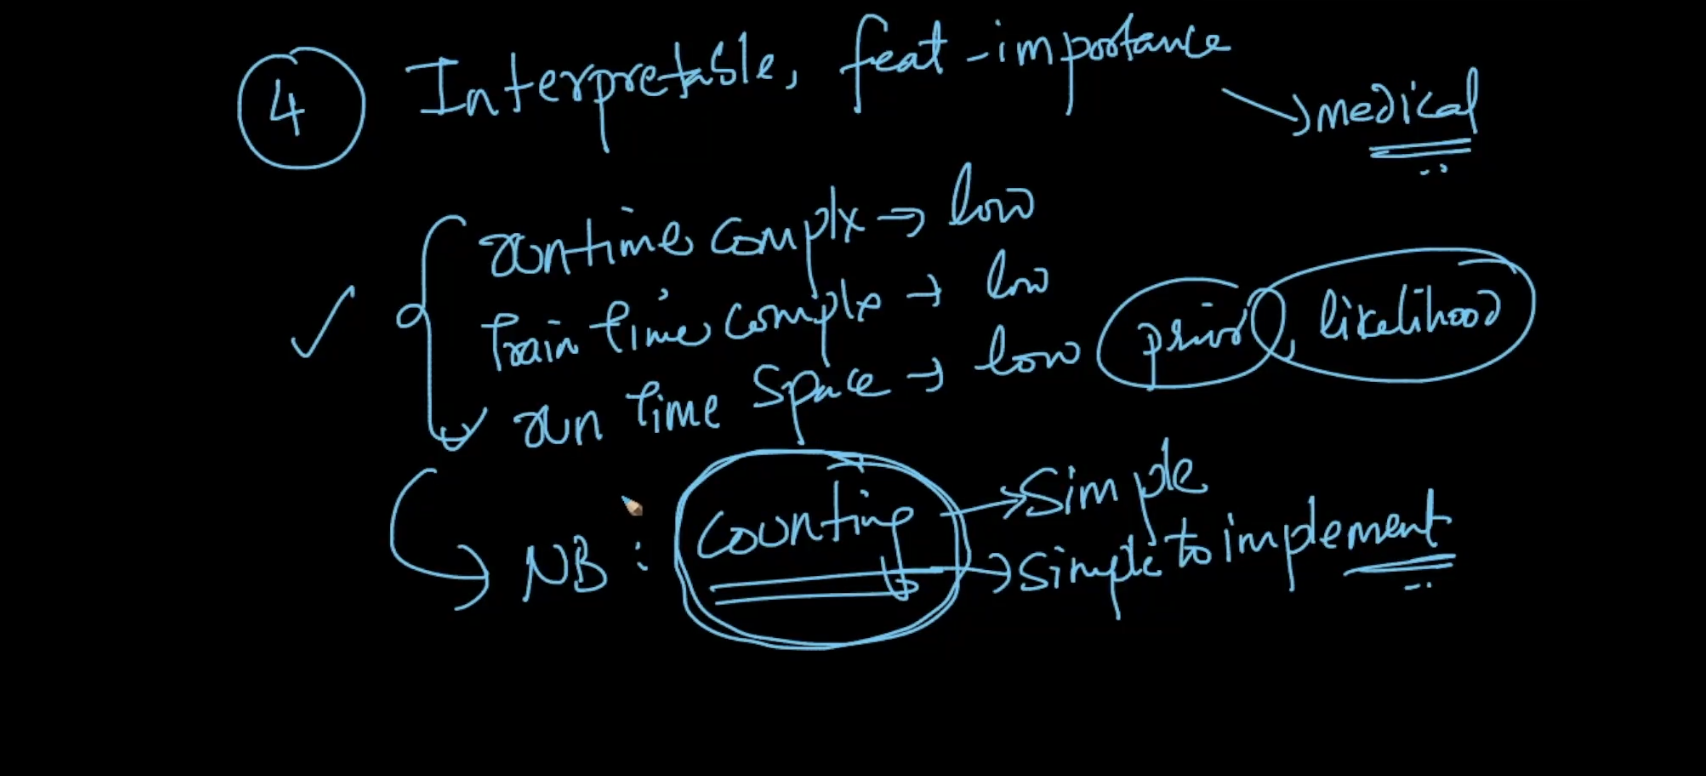 4 Interpretable, feat-importance
→ medical
runtime complx → low
Train time complx → low
run time space → low prior, likelihood
NB: counting → simple
→ simple to implement